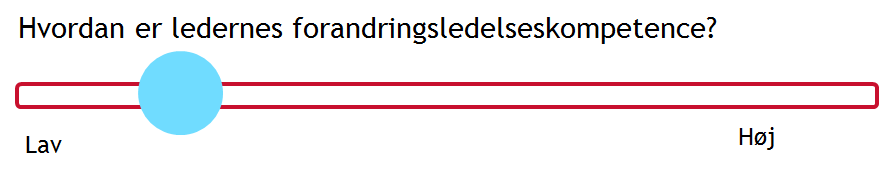 Hvordan er ledernes forandringsledelseskompetence?
Lav
Høj